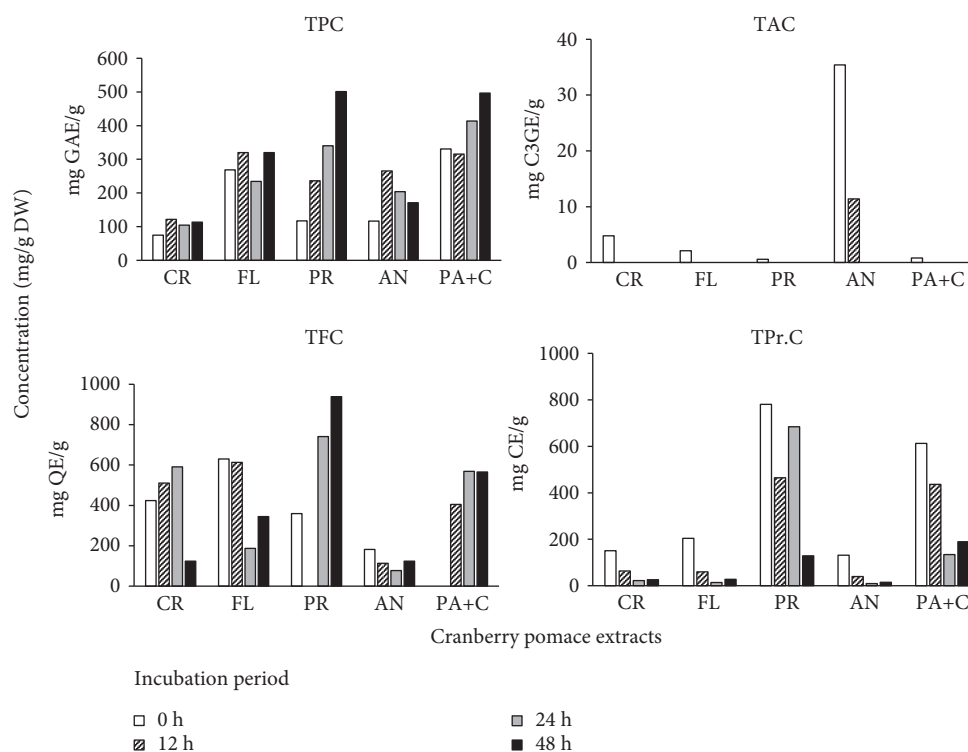 TPC
600
500
400
300
200
100
0
mg GAE/g
CR FL PR AN PA+C
TAC
40
30
20
10
0
mg C3GE/g
CR FL PR AN PA+C
Concentration (mg/g DW)
TFC
1000
800
600
400
200
0
mg QE/g
CR FL PR AN PA+C
TPr.C
1000
800
600
400
200
0
mg CE/g
CR FL PR AN PA+C
Cranberry pomace extracts
Incubation period
0 h
12 h
24 h
48 h